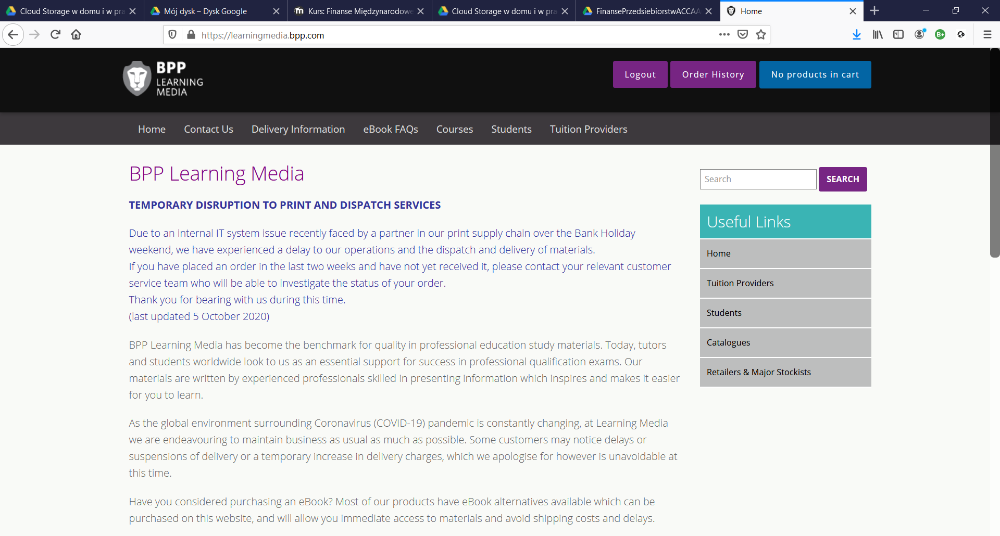 Cloud Storage w domu i w pra
Mój dysk – Dysk Google
Kurs: Finanse Międzynarodowe
Cloud Storage w domu i w pra
FinansePrzedsiebiorstwACCAA
Home
https://learningmedia.bpp.com
BPP
LEARNING
MEDIA
Logout
Order History
No products in cart
Home
Contact Us
Delivery Information
eBook FAQs
Courses
Students
Tuition Providers
BPP Learning Media
TEMPORARY DISRUPTION TO PRINT AND DISPATCH SERVICES
Due to an internal IT system issue recently faced by a partner in our print supply chain over the Bank Holiday
weekend, we have experienced a delay to our operations and the dispatch and delivery of materials.
If you have placed an order in the last two weeks and have not yet received it, please contact your relevant customer
service team who will be able to investigate the status of your order.
Thank you for bearing with us during this time.
(last updated 5 October 2020)
BPP Learning Media has become the benchmark for quality in professional education study materials. Today, tutors
and students worldwide look to us as an essential support for success in professional qualification exams. Our
materials are written by experienced professionals skilled in presenting information which inspires and makes it easier
for you to learn.
As the global environment surrounding Coronavirus (COVID-19) pandemic is constantly changing, at Learning Media
we are endeavouring to maintain business as usual as much as possible. Some customers may notice delays or
suspensions of delivery or a temporary increase in delivery charges, which we apologise for however is unavoidable at
this time.
Have you considered purchasing an eBook? Most of our products have eBook alternatives available which can be
purchased on this website, and will allow you immediate access to materials and avoid shipping costs and delays.
Search
SEARCH
Useful Links
Home
Tuition Providers
Students
Catalogues
Retailers & Major Stockists